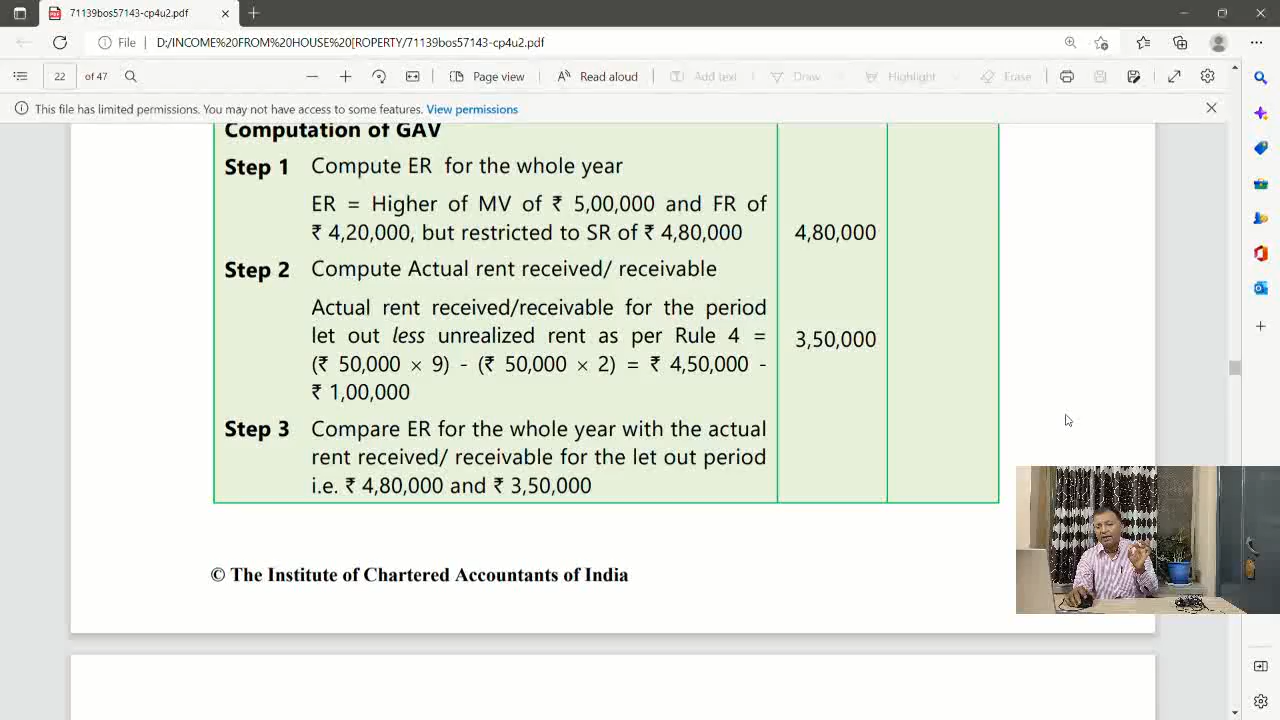 71139bos57143-cp4u2.pdf
File D:/INCOME%20FROM%20HOUSE%20[ROPERTY/71139bos57143-cp4u2.pdf
22 of 47 Page view Read aloud Add text Draw Highlight Erase
This file has limited permissions. You may not have access to some features. View permissions
Computation of GAV
Step 1 Compute ER for the whole year
ER = Higher of MV of ₹ 5,00,000 and FR of
₹ 4,20,000, but restricted to SR of ₹ 4,80,000 4,80,000
Step 2 Compute Actual rent received/ receivable
Actual rent received/receivable for the period
let out less unrealized rent as per Rule 4 = 3,50,000
(₹ 50,000 × 9) - (₹ 50,000 × 2) = ₹ 4,50,000 -
₹ 1,00,000
Step 3 Compare ER for the whole year with the actual
rent received/ receivable for the let out period
i.e. ₹ 4,80,000 and ₹ 3,50,000
© The Institute of Chartered Accountants of India